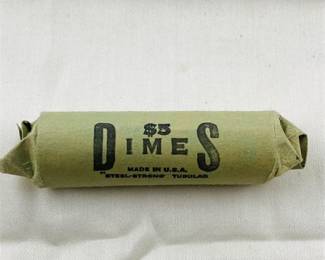 $5
DIMES
MADE IN U.S.A.
"STEEL-STRONG" TUBULAR